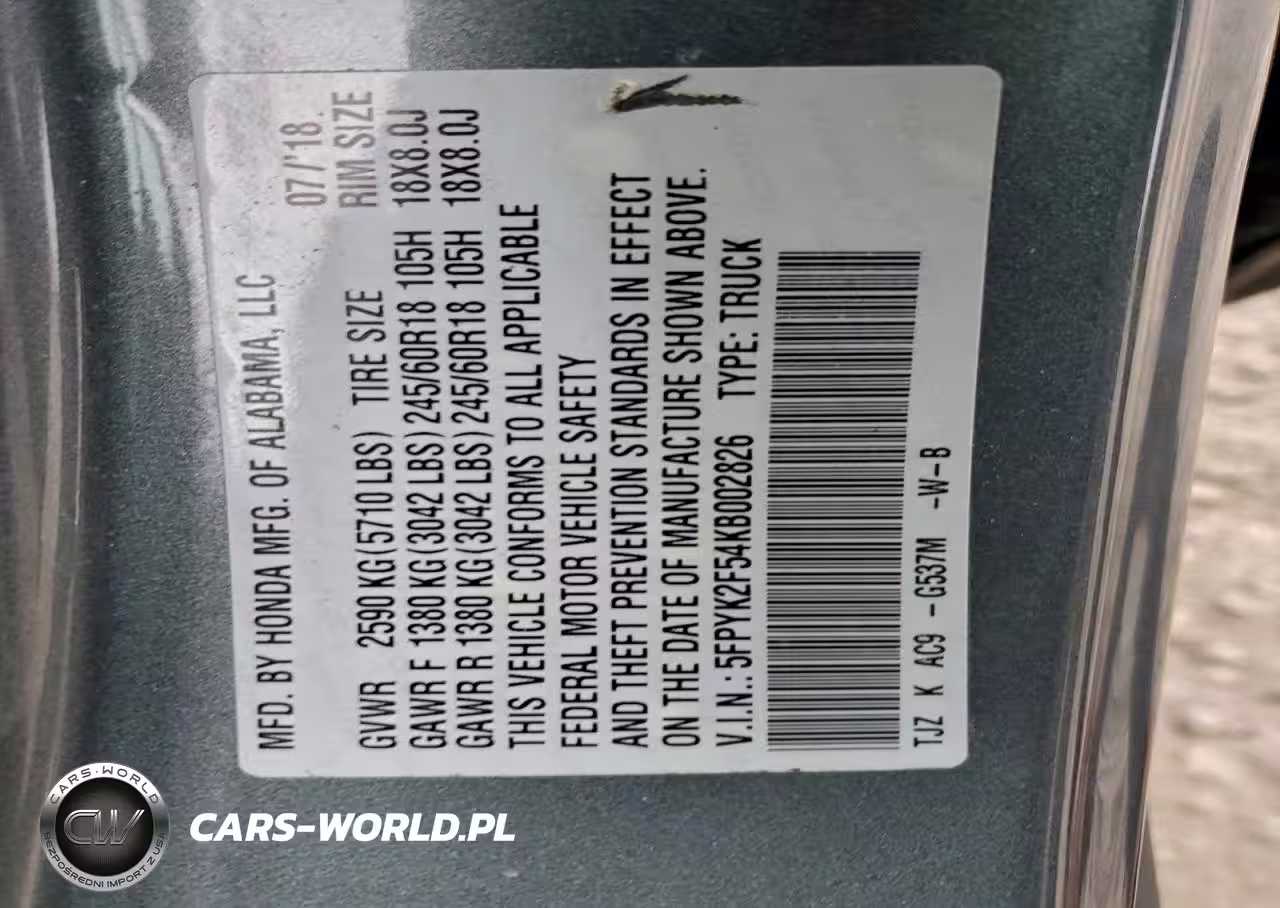 MFD. BY HONDA MFG. OF ALABAMA, LLC
07/'18
GVWR 2590 KG(5710 LBS) TIRE SIZE RIM SIZE
GAWR F 1380 KG(3042 LBS) 245/60R18 105H 18X8.0J
GAWR R 1380 KG(3042 LBS) 245/60R18 105H 18X8.0J
THIS VEHICLE CONFORMS TO ALL APPLICABLE
FEDERAL MOTOR VEHICLE SAFETY
AND THEFT PREVENTION STANDARDS IN EFFECT
ON THE DATE OF MANUFACTURE SHOWN ABOVE.
V.I.N.: 5FPYK2F54KB002826 TYPE: TRUCK
TJZ K AC9 -G537M -W-B
CARS-WORLD
CW
BEZPOŚREDNI IMPORT Z USA
CARS-WORLD.PL